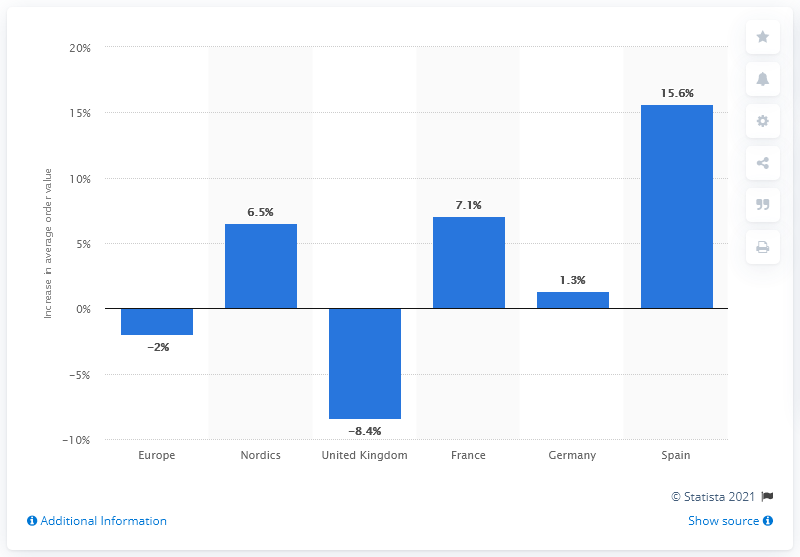 Increase in average order value
20%
15%
10%
5%
0%
−5%
−10%
−2%
6.5%
−8.4%
7.1%
1.3%
15.6%
Europe
Nordics
United Kingdom
France
Germany
Spain
© Statista 2021
Additional Information
Show source